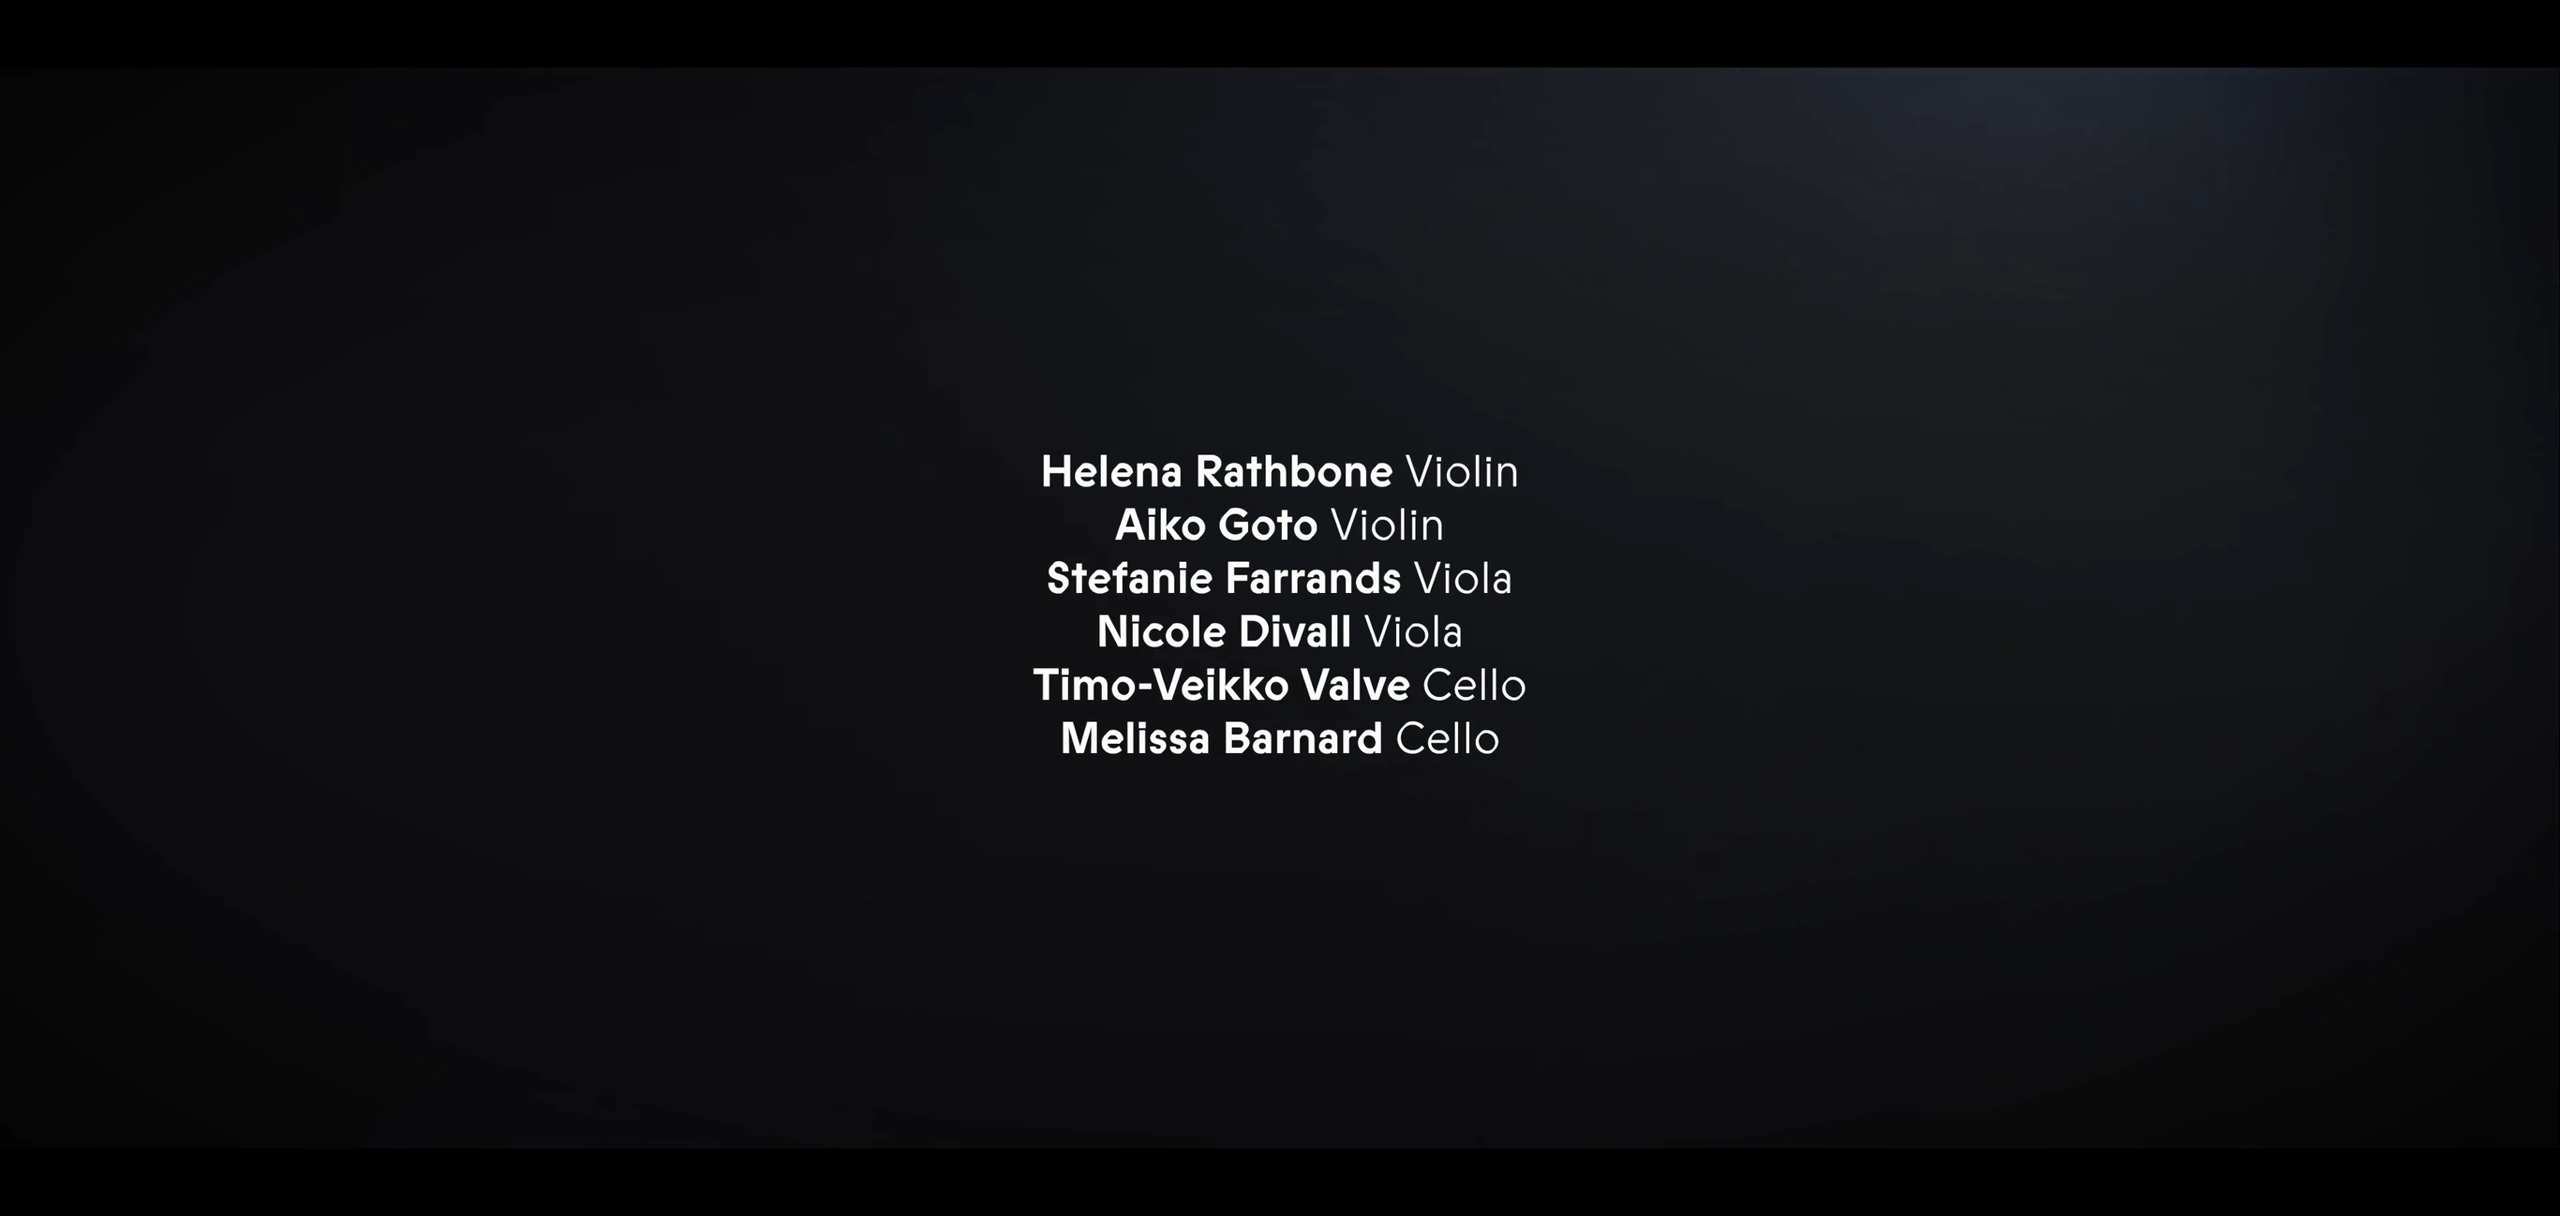 Helena Rathbone Violin
Aiko Goto Violin
Stefanie Farrands Viola
Nicole Divall Viola
Timo-Veikko Valve Cello
Melissa Barnard Cello